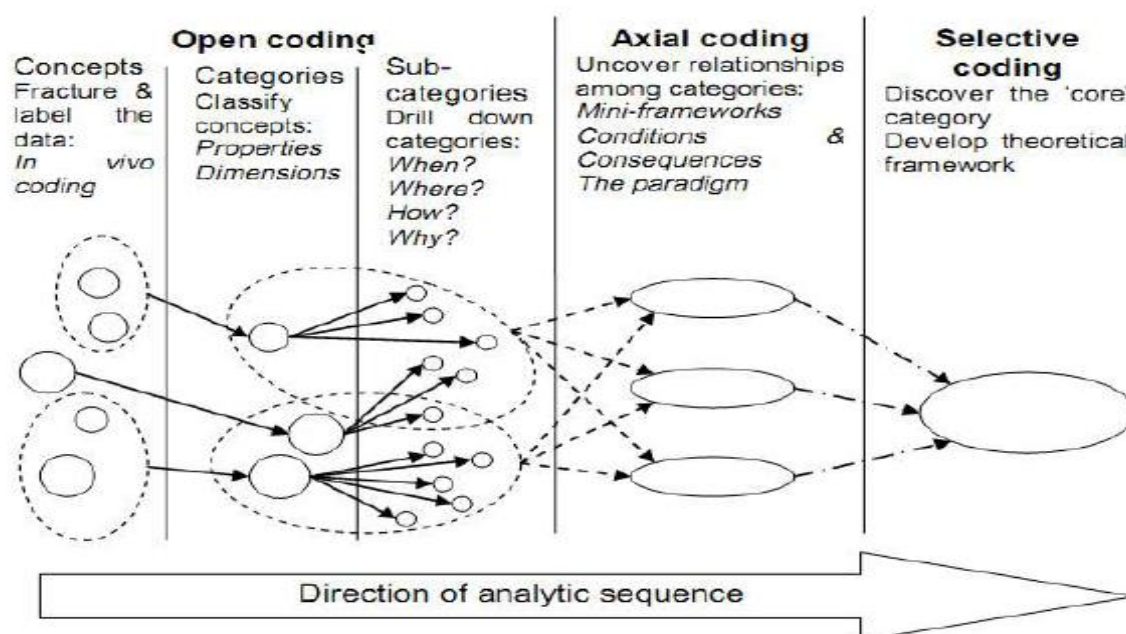 Open coding
Concepts
Fracture &
label the
data:
In vivo
coding
Categories
Classify
concepts:
Properties
Dimensions
Sub-
categories
Drill down
categories:
When?
Where?
How?
Why?
Axial coding
Uncover relationships
among categories:
Mini-frameworks
Conditions &
Consequences
The paradigm
Selective
coding
Discover the 'core'
category
Develop theoretical
framework
Direction of analytic sequence